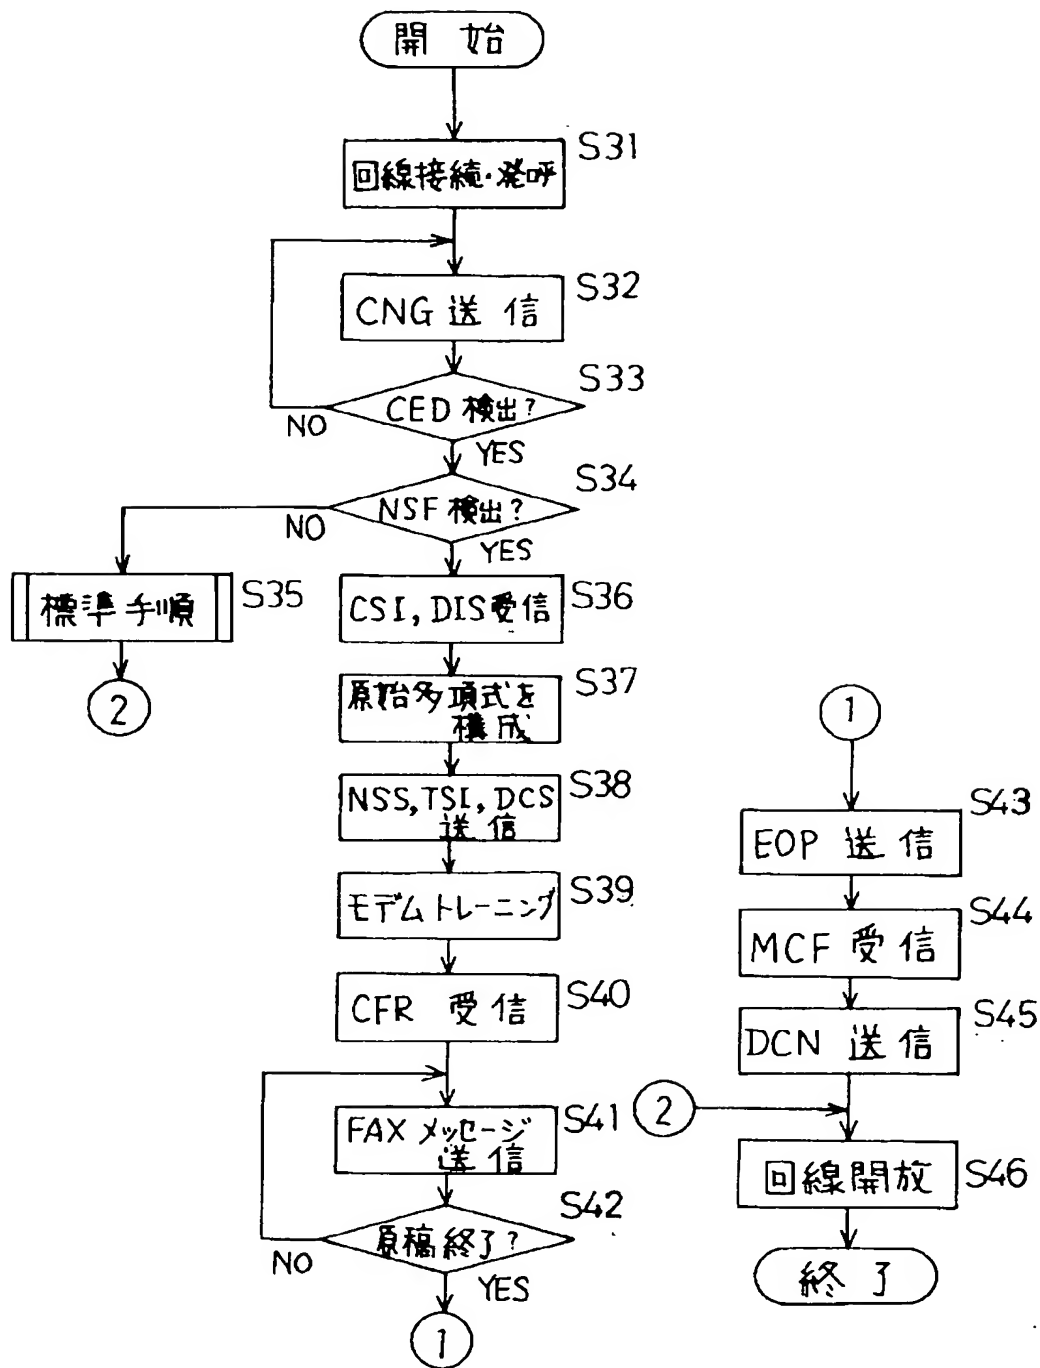 開始
回線接続・発呼
S31
CNG 送信
S32
CED 検出?
S33
NO
YES
NSF 検出?
S34
NO
YES
標準手順
S35
②
CSI, DIS受信
S36
原始多項式を
構成
S37
NSS, TSI, DCS
送信
S38
モデムトレーニング
S39
CFR 受信
S40
FAX メッセージ
送信
S41
原稿終了?
S42
NO
YES
①
①
EOP 送信
S43
MCF 受信
S44
DCN 送信
S45
②
回線開放
S46
終了